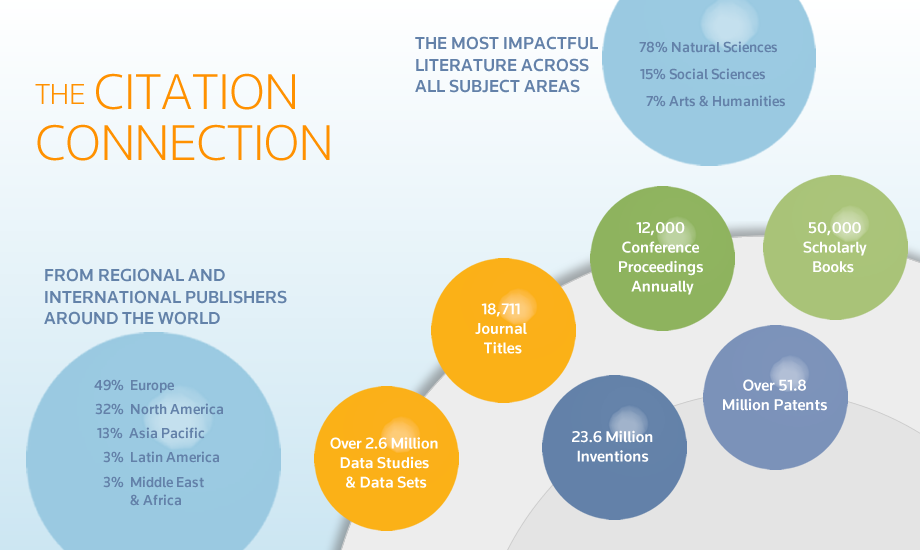 THE CITATION
CONNECTION
THE MOST IMPACTFUL
LITERATURE ACROSS
ALL SUBJECT AREAS
78% Natural Sciences
15% Social Sciences
7% Arts & Humanities
FROM REGIONAL AND
INTERNATIONAL PUBLISHERS
AROUND THE WORLD
49% Europe
32% North America
13% Asia Pacific
3% Latin America
3% Middle East
& Africa
Over 2.6 Million
Data Studies
& Data Sets
18,711
Journal
Titles
12,000
Conference
Proceedings
Annually
50,000
Scholarly
Books
23.6 Million
Inventions
Over 51.8
Million Patents